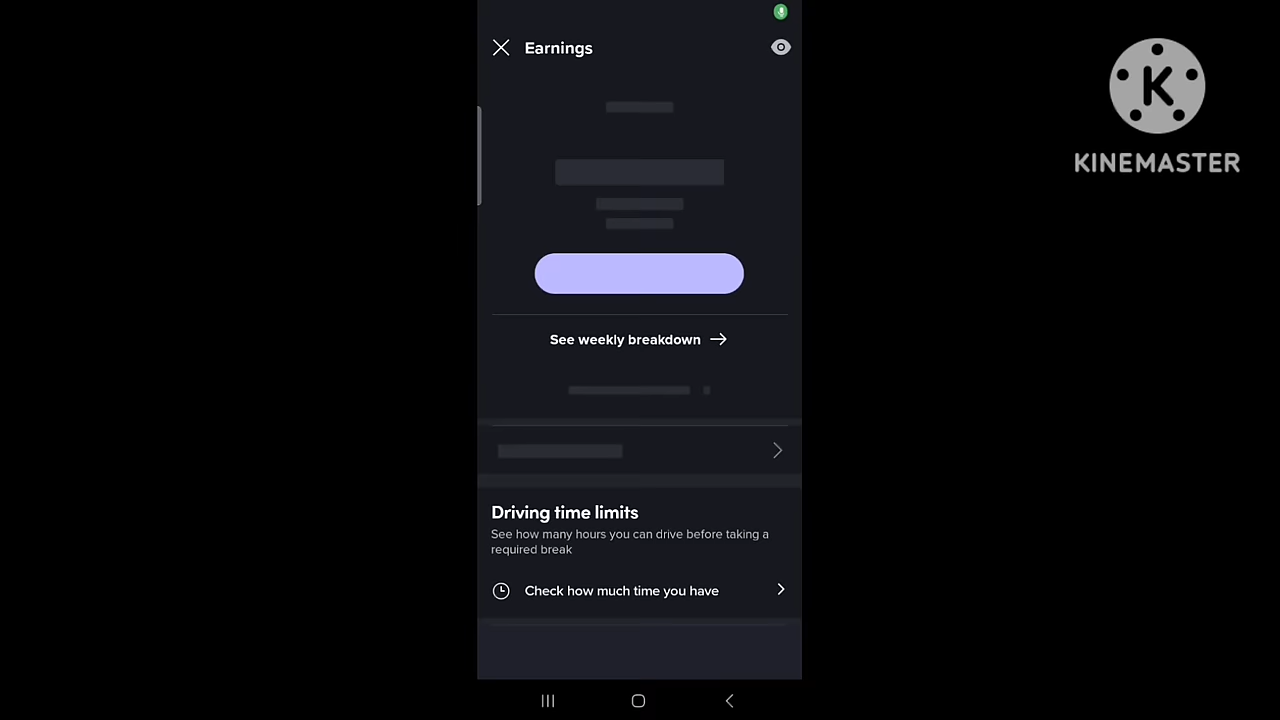 Earnings
K
KINEMASTER
See weekly breakdown
Driving time limits
See how many hours you can drive before taking a
required break
Check how much time you have